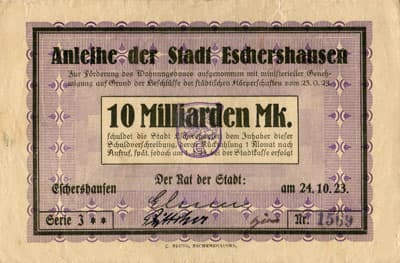 Anleihe der Stadt Eschershausen
Zur Förderung des Wohnungsbaues aufgenommen mit ministerieller Geneh-
migung auf Grund der Beschlüsse der städtischen Körperschaften vom 25.9.23.
10 Milliarden Mk.
schuldet die Stadt Eschershausen dem Inhaber dieser
Schuldverschreibung, deren Rückzahlung 1 Monat nach
Aufruf, spät. jedoch am bei der Stadtkasse erfolgt
Der Rat der Stadt:
Eschershausen
am 24.10.23.
Serie 3 **
Nr. 1569
ESCHERSHAUSEN.